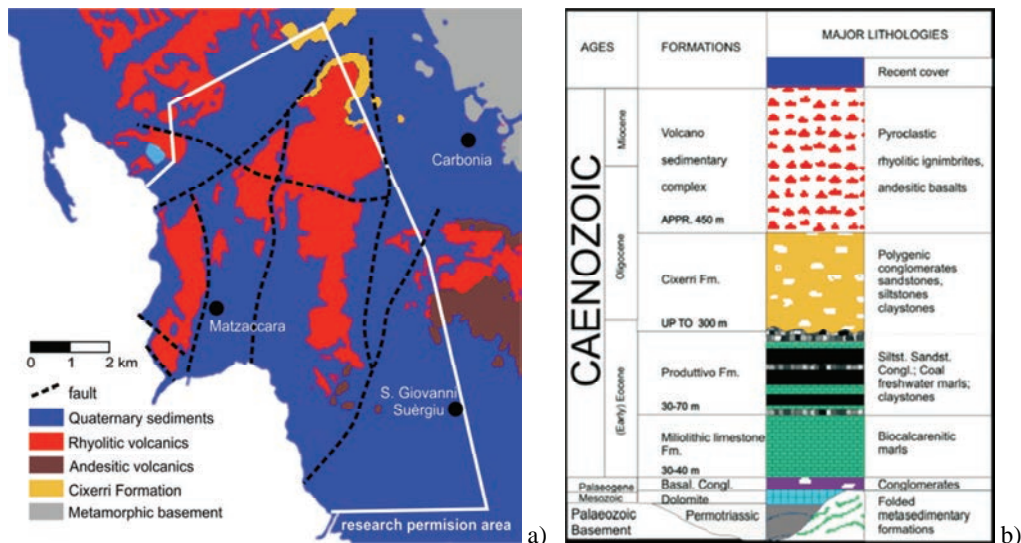 Carbonia
Matzaccara
S. Giovanni
Suèrgiu
0 1 2 km
fault
Quaternary sediments
Rhyolitic volcanics
Andesitic volcanics
Cixerri Formation
Metamorphic basement
research permision area
a)
AGES
FORMATIONS
MAJOR LITHOLOGIES
Recent cover
CAENOZOIC
Miocene
Volcano
sedimentary
complex
APPR. 450 m
Pyroclastic
rhyolitic ignimbrites,
andesitic basalts
Oligocene
Cixerri Fm.
UP TO 300 m
Polygenic
conglomerates
sandstones,
siltstones
claystones
(Early) Eocene
Produttivo Fm.
30-70 m
Siltst. Sandst.
Congl.; Coal
freshwater marls;
claystones
Miliolithic limestone
Fm.
30-40 m
Biocalcarenitic
marls
Palaeogene
Basal. Congl.
Conglomerates
Mesozoic
Dolomite
Folded
metasedimentary
formations
Palaeozoic
Basement
Permotriassic
b)